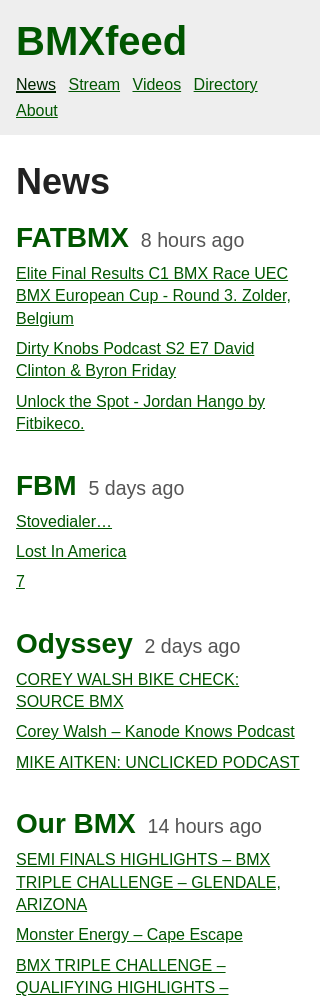 BMXfeed
News Stream Videos Directory
About
News
FATBMX 8 hours ago
Elite Final Results C1 BMX Race UEC
BMX European Cup - Round 3. Zolder,
Belgium
Dirty Knobs Podcast S2 E7 David
Clinton & Byron Friday
Unlock the Spot - Jordan Hango by
Fitbikeco.
FBM 5 days ago
Stovedialer…
Lost In America
7
Odyssey 2 days ago
COREY WALSH BIKE CHECK:
SOURCE BMX
Corey Walsh – Kanode Knows Podcast
MIKE AITKEN: UNCLICKED PODCAST
Our BMX 14 hours ago
SEMI FINALS HIGHLIGHTS – BMX
TRIPLE CHALLENGE – GLENDALE,
ARIZONA
Monster Energy – Cape Escape
BMX TRIPLE CHALLENGE –
QUALIFYING HIGHLIGHTS –